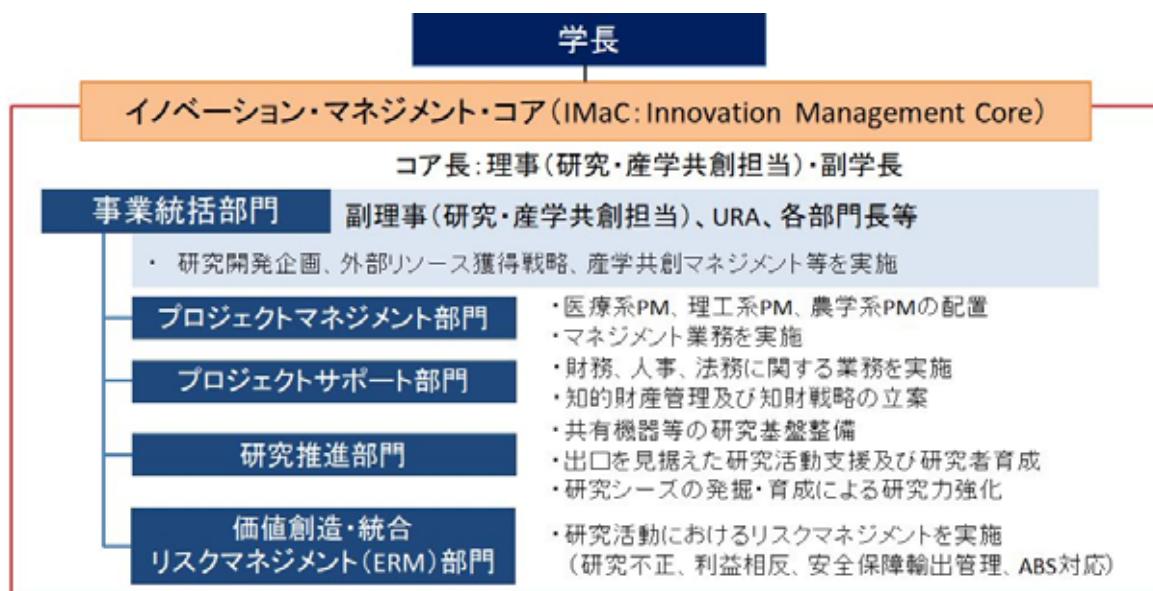 学長
イノベーション・マネジメント・コア(IMaC:Innovation Management Core)
コア長:理事(研究・産学共創担当)・副学長
事業統括部門
副理事(研究・産学共創担当)、URA、各部門長等
・ 研究開発企画、外部リソース獲得戦略、産学共創マネジメント等を実施
プロジェクトマネジメント部門
・医療系PM、理工系PM、農学系PMの配置
・マネジメント業務を実施
プロジェクトサポート部門
・財務、人事、法務に関する業務を実施
・知的財産管理及び知財戦略の立案
研究推進部門
・共有機器等の研究基盤整備
・出口を見据えた研究活動支援及び研究者育成
・研究シーズの発掘・育成による研究力強化
価値創造・統合
リスクマネジメント(ERM)部門
・研究活動におけるリスクマネジメントを実施
(研究不正、利益相反、安全保障輸出管理、ABS対応)